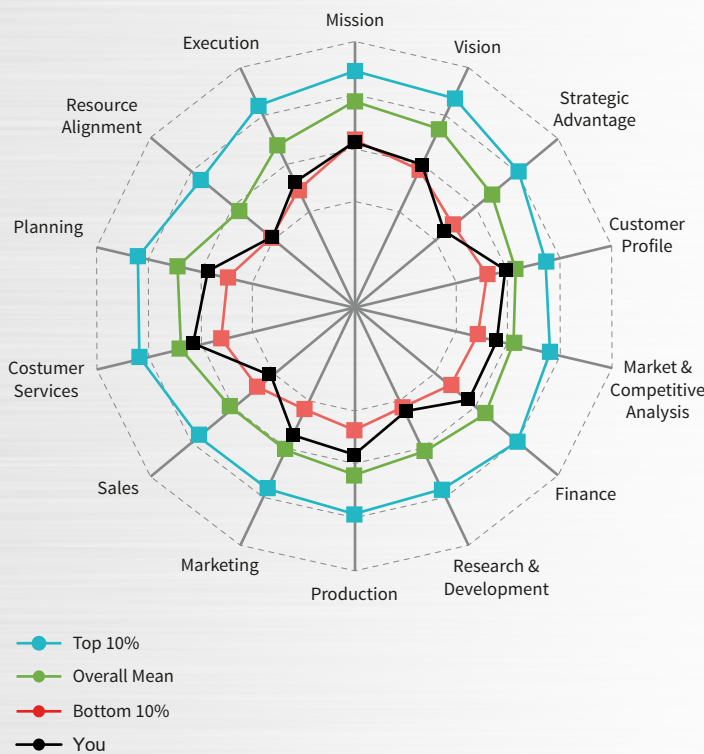 Mission
Vision
Strategic
Advantage
Customer
Profile
Market &
Competitive
Analysis
Finance
Research &
Development
Production
Marketing
Sales
Costumer
Services
Planning
Resource
Alignment
Execution
Top 10%
Overall Mean
Bottom 10%
You